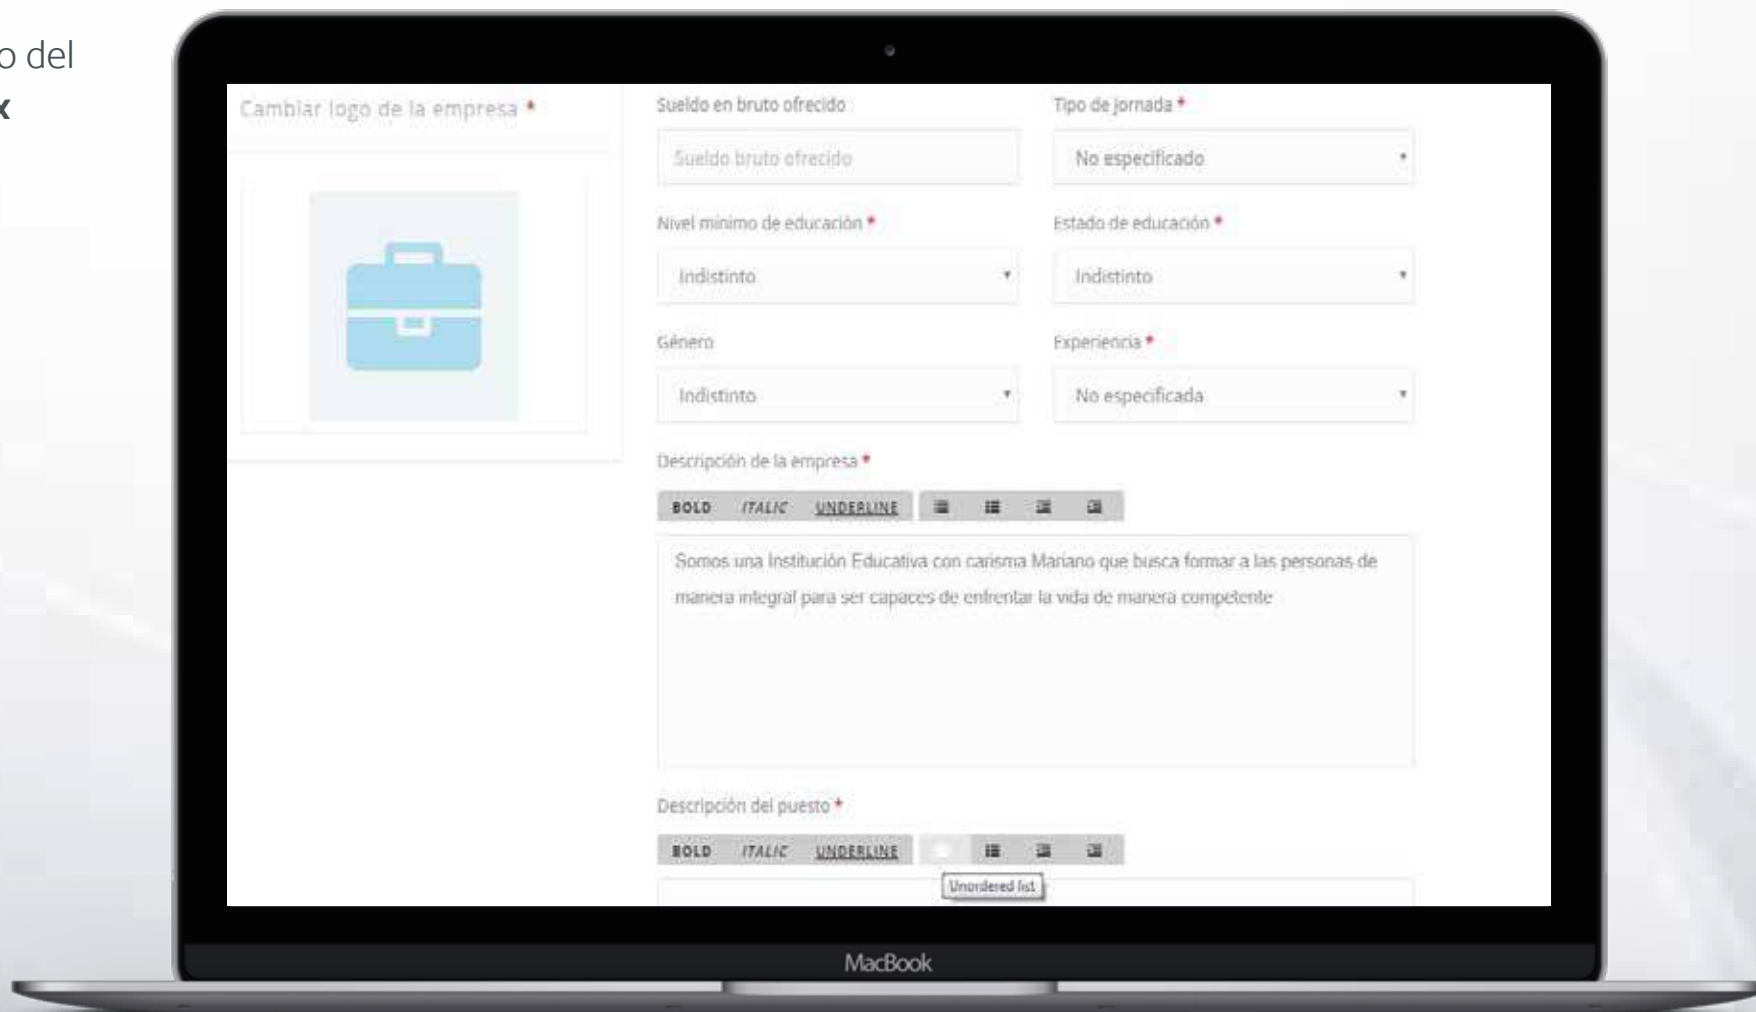 o del
x
Cambiar logo de la empresa *
Sueldo en bruto ofrecido
Tipo de jornada *
Sueldo bruto ofrecido
No especificado
Nivel mínimo de educación *
Estado de educación *
Indistinto
Indistinto
Género
Experiencia *
Indistinto
No especificada
Descripción de la empresa *
BOLD ITALIC UNDERLINE
Somos una Institución Educativa con carisma Mariano que busca formar a las personas de
manera integral para ser capaces de enfrentar la vida de manera competente
Descripción del puesto *
BOLD ITALIC UNDERLINE
Unordered list
MacBook